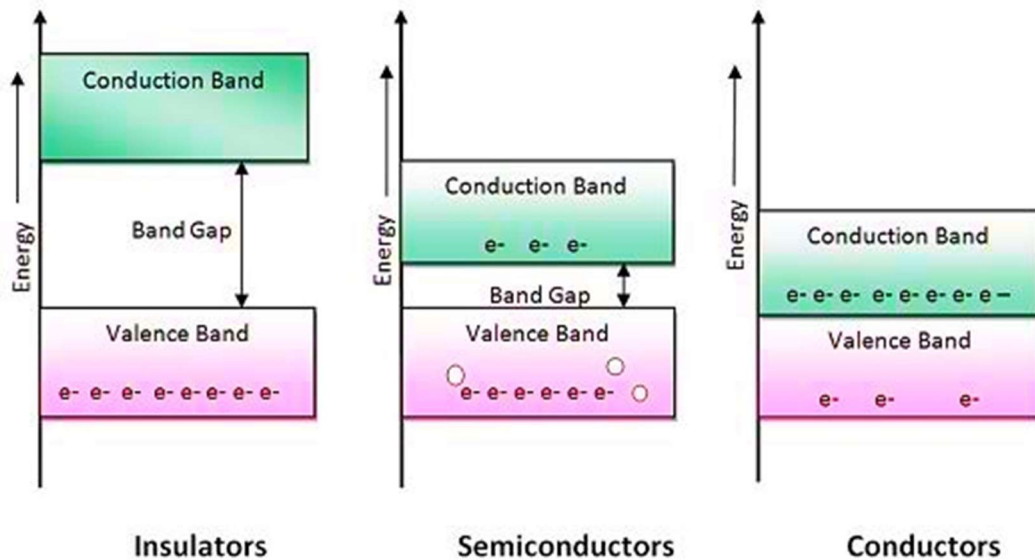 Energy
Conduction Band
Band Gap
Valence Band
e- e- e- e- e- e- e- e-
Insulators
Energy
Conduction Band
e- e- e-
Band Gap
Valence Band
e- e- e- e- e- e-
Semiconductors
Energy
Conduction Band
e- e- e- e- e- e- e- e –
Valence Band
e- e- e-
Conductors